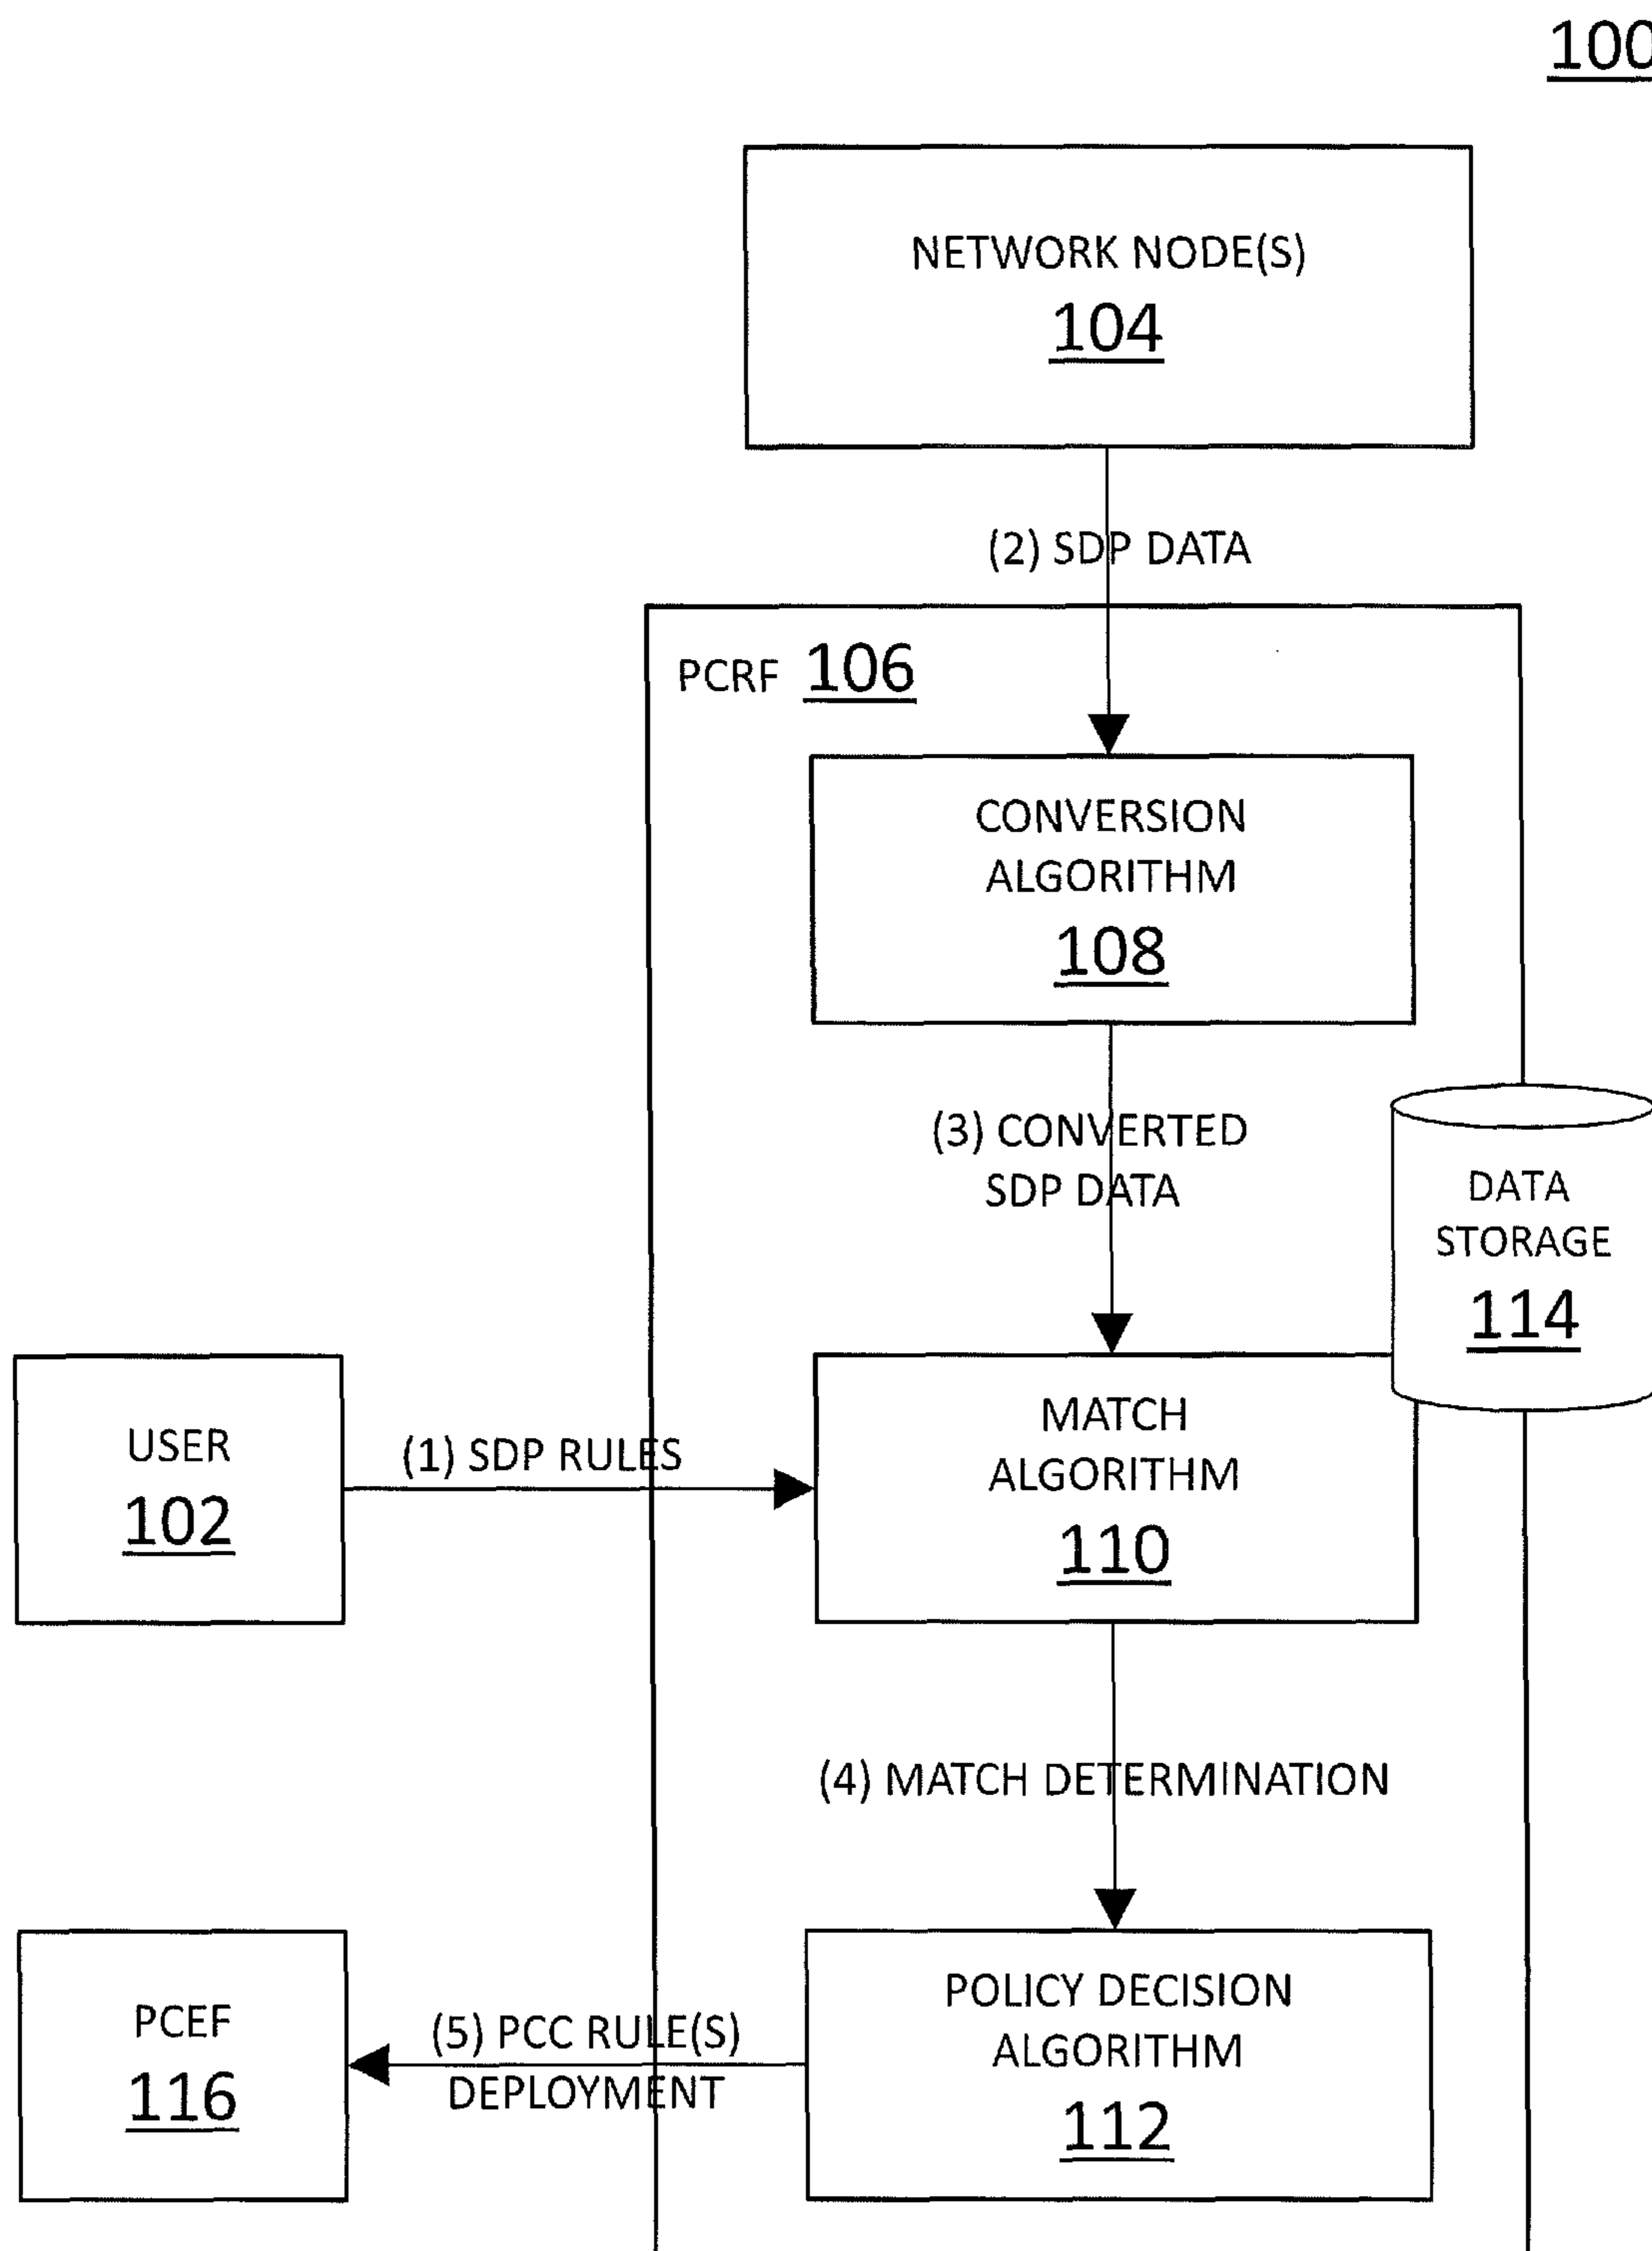 100
NETWORK NODE(S)
104
(2) SDP DATA
PCRF 106
CONVERSION
ALGORITHM
108
(3) CONVERTED
SDP DATA
DATA
STORAGE
114
USER
102
(1) SDP RULES
MATCH
ALGORITHM
110
(4) MATCH DETERMINATION
PCEF
116
(5) PCC RULE(S)
DEPLOYMENT
POLICY DECISION
ALGORITHM
112